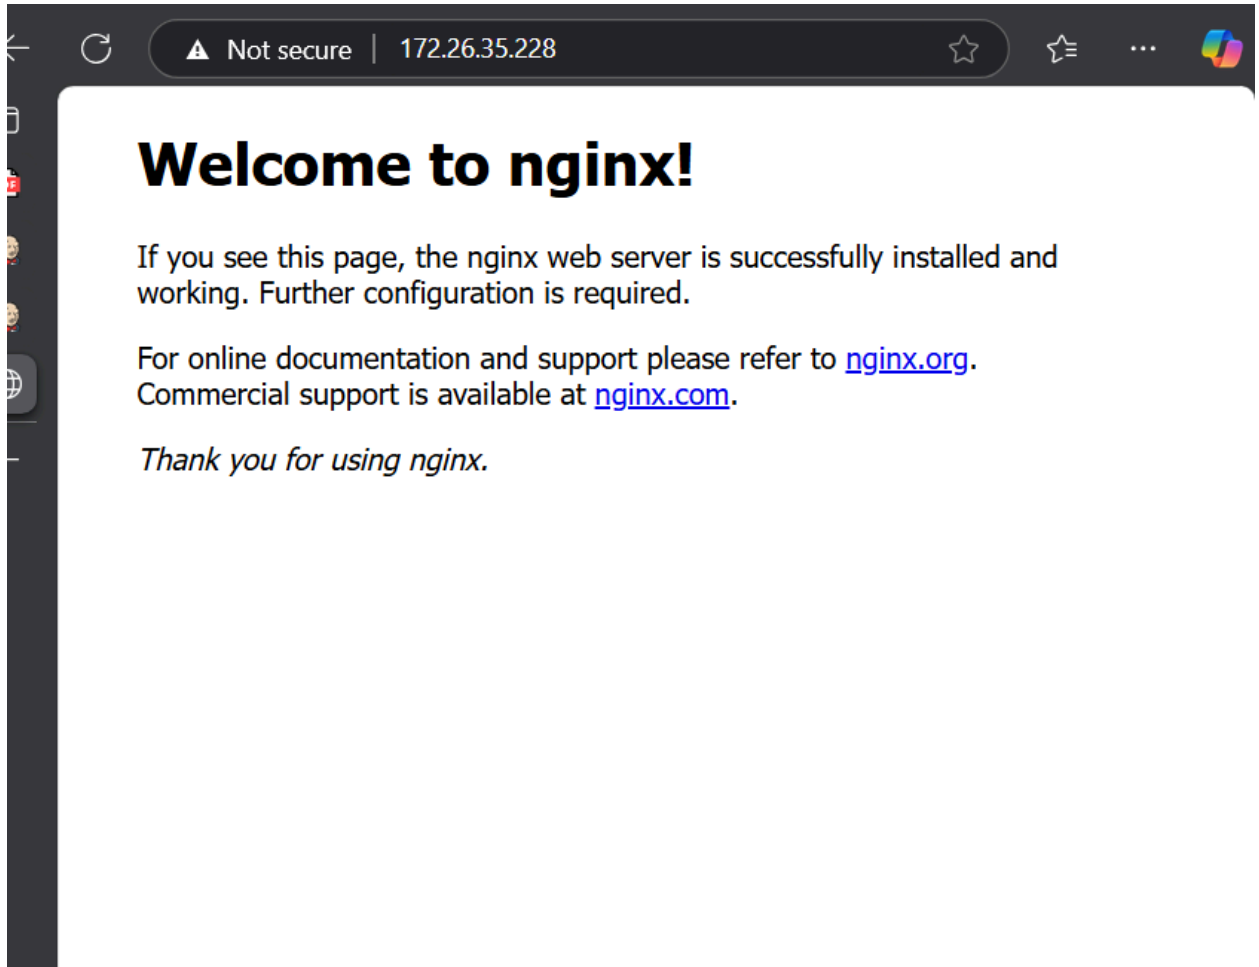 Not secure 172.26.35.228
Welcome to nginx!
If you see this page, the nginx web server is successfully installed and
working. Further configuration is required.
For online documentation and support please refer to nginx.org.
Commercial support is available at nginx.com.
Thank you for using nginx.